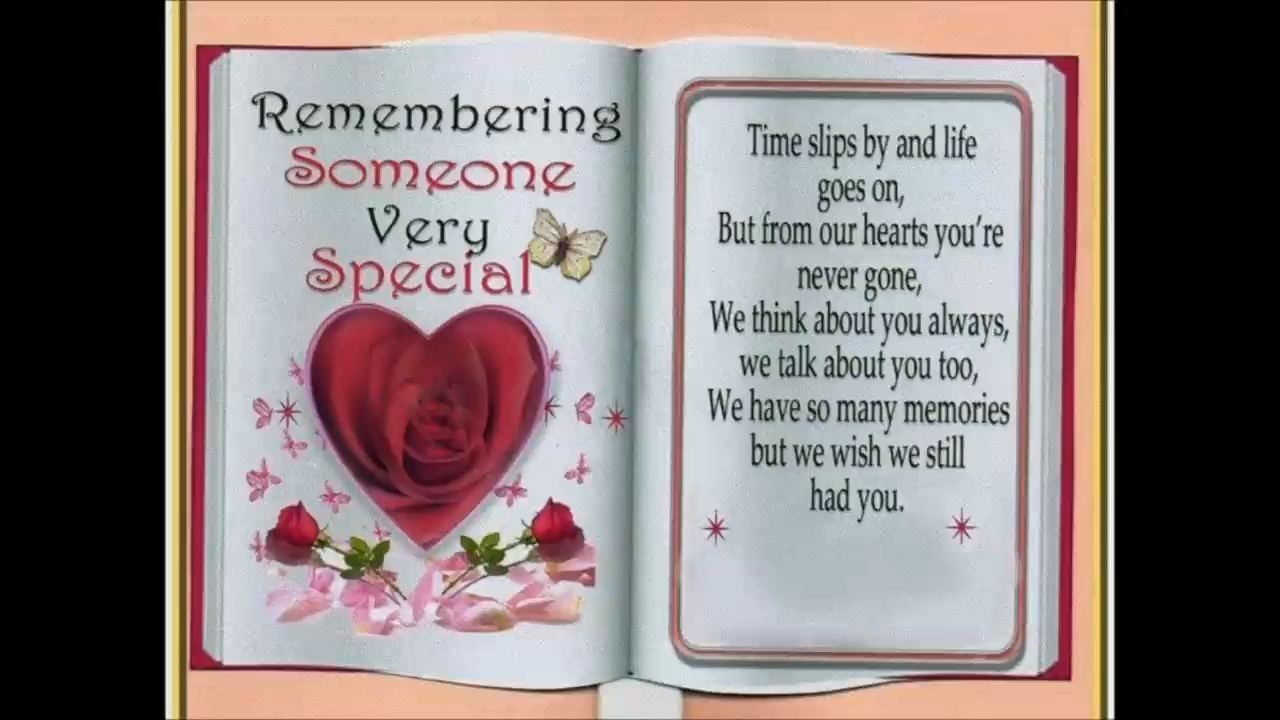 Remembering
Someone
Very
Special
Time slips by and life
goes on,
But from our hearts you're
never gone,
We think about you always,
we talk about you too,
We have so many memories
but we wish we still
had you.